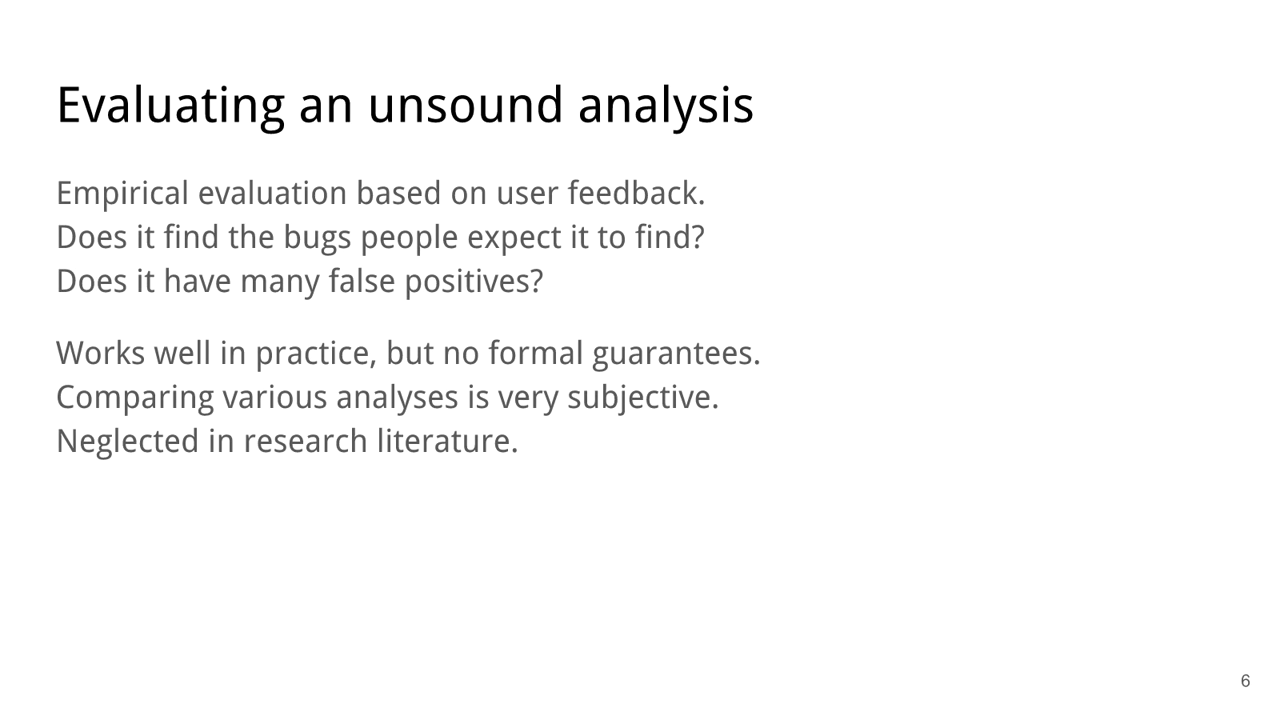 Evaluating an unsound analysis
Empirical evaluation based on user feedback.
Does it find the bugs people expect it to find?
Does it have many false positives?
Works well in practice, but no formal guarantees.
Comparing various analyses is very subjective.
Neglected in research literature.
6